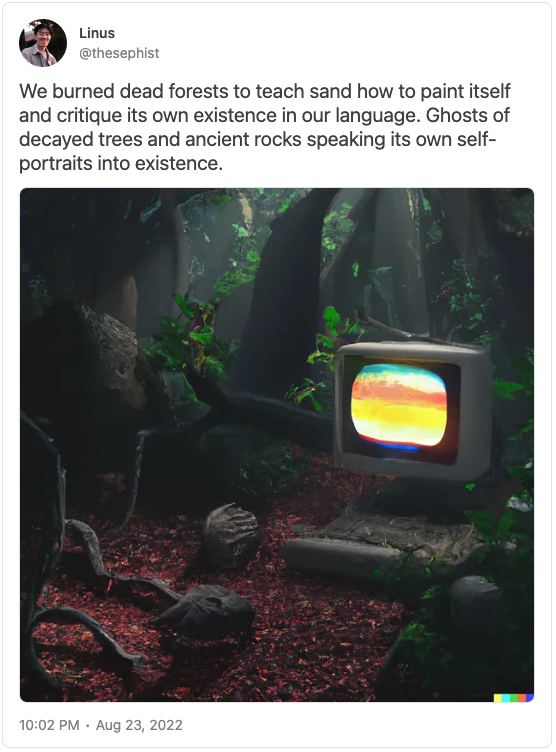 Linus
@thesephist
We burned dead forests to teach sand how to paint itself
and critique its own existence in our language. Ghosts of
decayed trees and ancient rocks speaking its own self-
portraits into existence.
10:02 PM · Aug 23, 2022